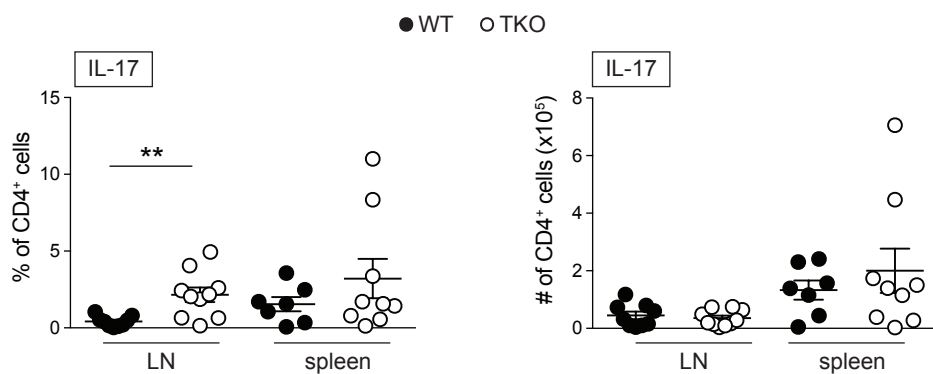 WT TKO
IL-17
% of CD4⁺ cells
15
10
5
0
**
LN
spleen
IL-17
# of CD4⁺ cells (x10⁵)
8
6
4
2
0
LN
spleen